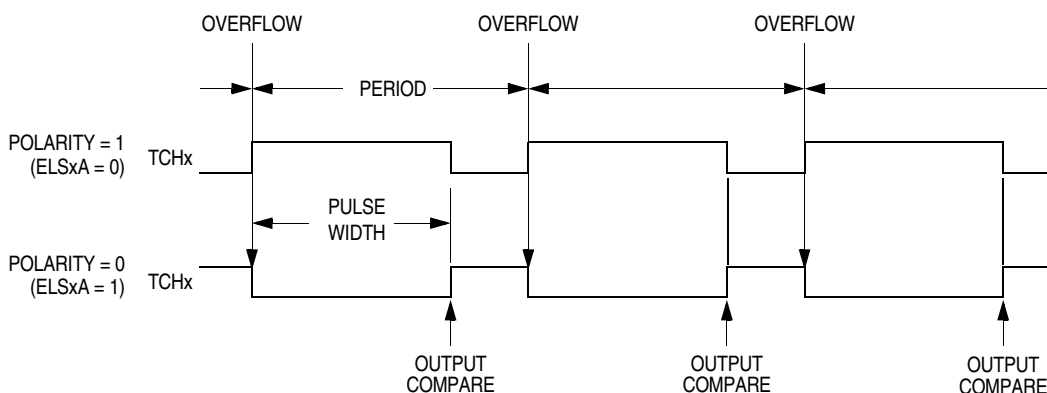 OVERFLOW OVERFLOW OVERFLOW
PERIOD
POLARITY = 1
(ELSxA = 0)
TCHx
PULSE
WIDTH
POLARITY = 0
(ELSxA = 1)
TCHx
OUTPUT
COMPARE
OUTPUT
COMPARE
OUTPUT
COMPARE